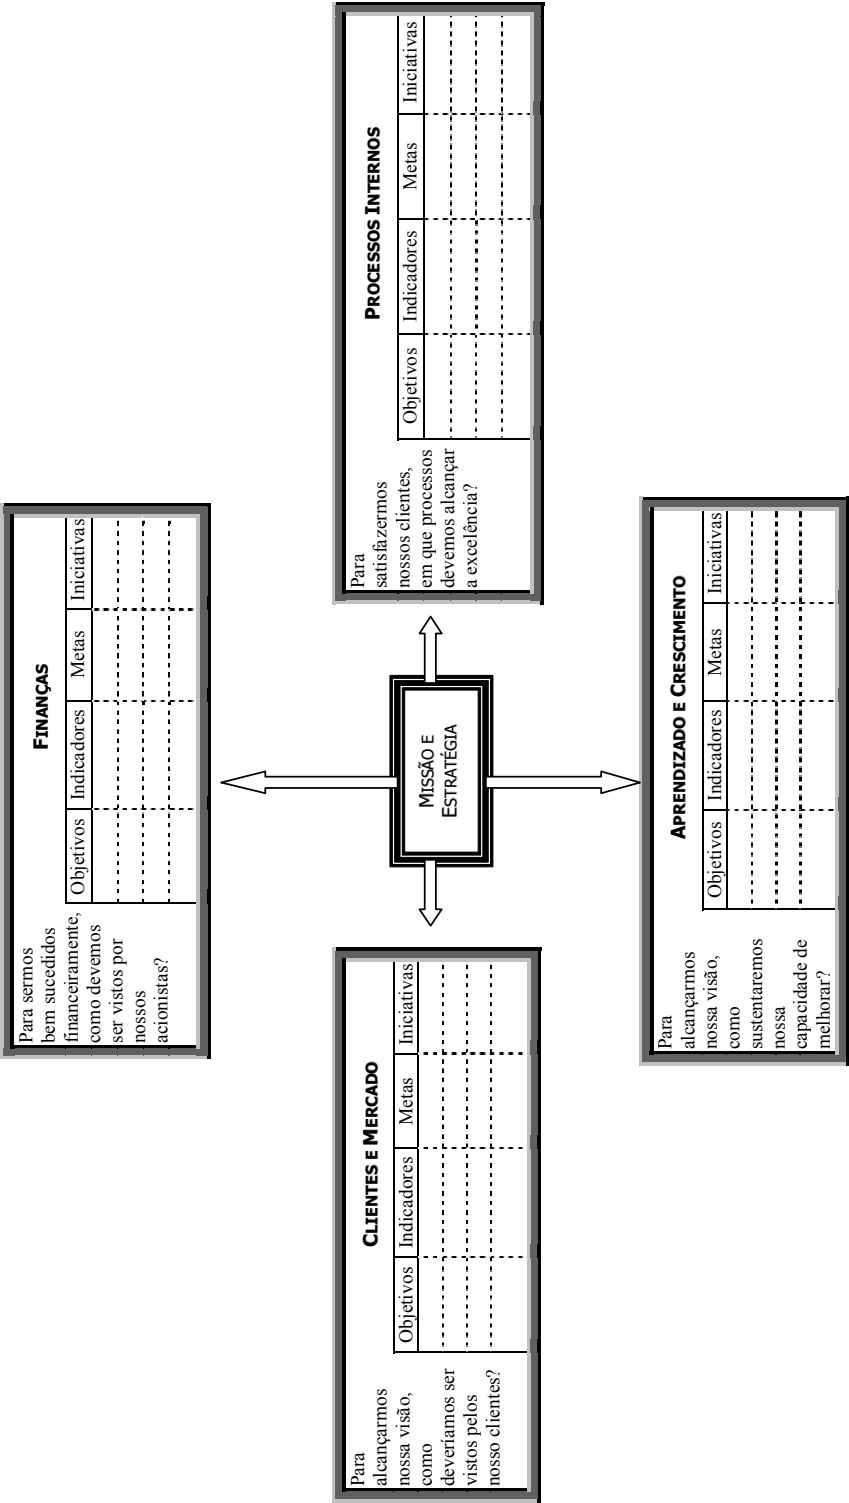 FINANÇAS
Para sermos
bem sucedidos
financeiramente,
como devemos
ser vistos por
nossos
acionistas?
Objetivos Indicadores Metas Iniciativas
CLIENTES E MERCADO
Para
alcançarmos
nossa visão,
como
deveríamos ser
vistos pelos
nosso clientes?
Objetivos Indicadores Metas Iniciativas
MISSÃO E
ESTRATÉGIA
PROCESSOS INTERNOS
Para
satisfazermos
nossos clientes,
em que processos
devemos alcançar
a excelência?
Objetivos Indicadores Metas Iniciativas
APRENDIZADO E CRESCIMENTO
Para
alcançarmos
nossa visão,
como
sustentaremos
nossa
capacidade de
melhorar?
Objetivos Indicadores Metas Iniciativas